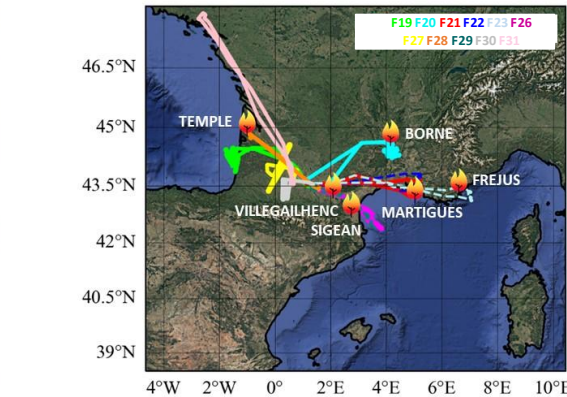 F19 F20 F21 F22 F23 F26
F27 F28 F29 F30 F31
46.5°N
TEMPLE
45°N
BORNE
43.5°N
FREJUS
VILLEGAILHENC
MARTIGUES
SIGEAN
42°N
40.5°N
39°N
4°W 2°W 0° 2°E 4°E 6°E 8°E 10°E